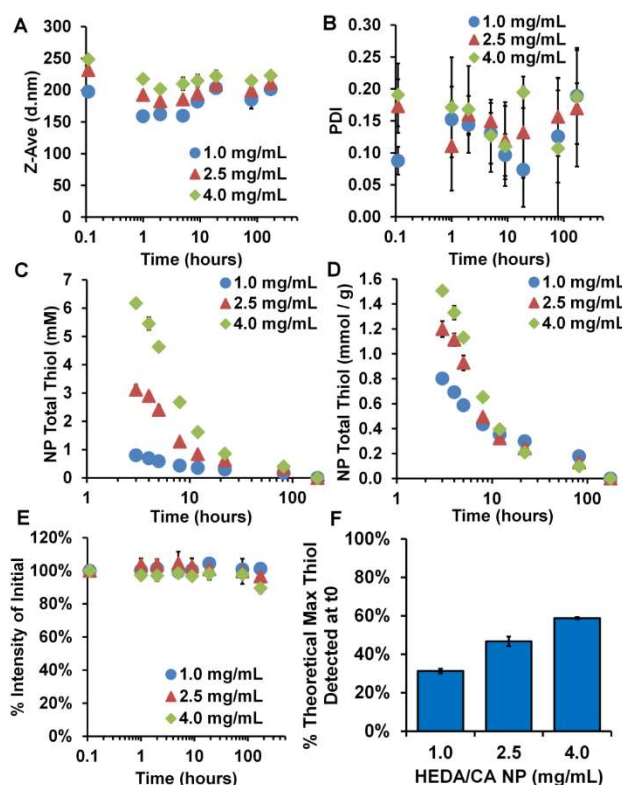 A
Z-Ave (d.nm)
250
200
150
100
50
0
0.1 1 10 100
Time (hours)
1.0 mg/mL
2.5 mg/mL
4.0 mg/mL
B
PDI
0.30
0.25
0.20
0.15
0.10
0.05
0.00
0.1 1 10 100
Time (hours)
1.0 mg/mL
2.5 mg/mL
4.0 mg/mL
C
NP Total Thiol (mM)
7
6
5
4
3
2
1
0
1 10 100
Time (hours)
1.0 mg/mL
2.5 mg/mL
4.0 mg/mL
D
NP Total Thiol (mmol / g)
1.6
1.4
1.2
1.0
0.8
0.6
0.4
0.2
0.0
1 10 100
Time (hours)
1.0 mg/mL
2.5 mg/mL
4.0 mg/mL
E
% Intensity of Initial
120%
100%
80%
60%
40%
20%
0%
0.1 1 10 100
Time (hours)
1.0 mg/mL
2.5 mg/mL
4.0 mg/mL
F
% Theoretical Max Thiol
Detected at t0
100%
80%
60%
40%
20%
0%
1.0 2.5 4.0
HEDA/CA NP (mg/mL)